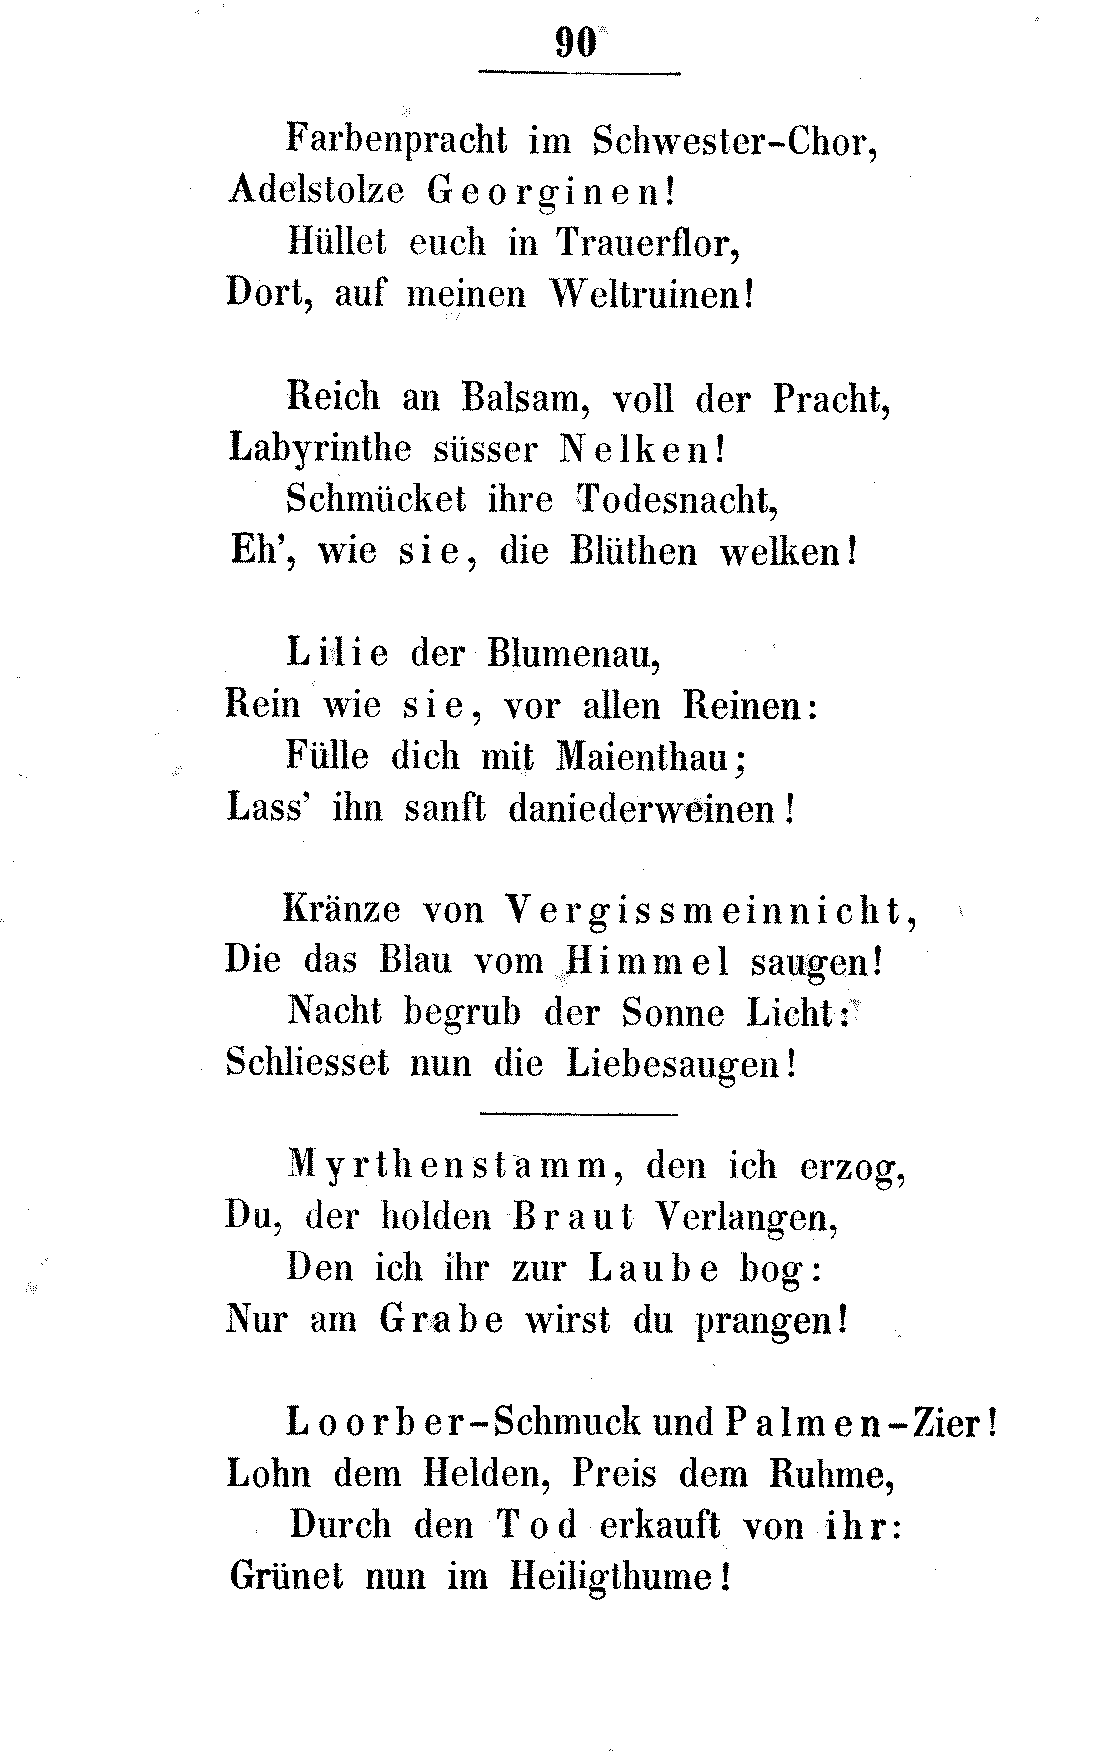 90
Farbenpracht im Schwester-Chor,
Adelstolze Georginen!
Hüllet euch in Trauerflor,
Dort, auf meinen Weltruinen!
Reich an Balsam, voll der Pracht,
Labyrinthe süsser Nelken!
Schmücket ihre Todesnacht,
Eh', wie sie, die Blüthen welken!
Lilie der Blumenau,
Rein wie sie, vor allen Reinen:
Fülle dich mit Maienthau;
Lass' ihn sanft daniederweinen!
Kränze von Vergissmeinnicht,
Die das Blau vom Himmel saugen!
Nacht begrub der Sonne Licht:
Schliesset nun die Liebesaugen!
Myrthenstamm, den ich erzog,
Du, der holden Braut Verlangen,
Den ich ihr zur Laube bog:
Nur am Grabe wirst du prangen!
Loorber-Schmuck und Palmen-Zier!
Lohn dem Helden, Preis dem Ruhme,
Durch den Tod erkauft von ihr:
Grünet nun im Heiligthume!